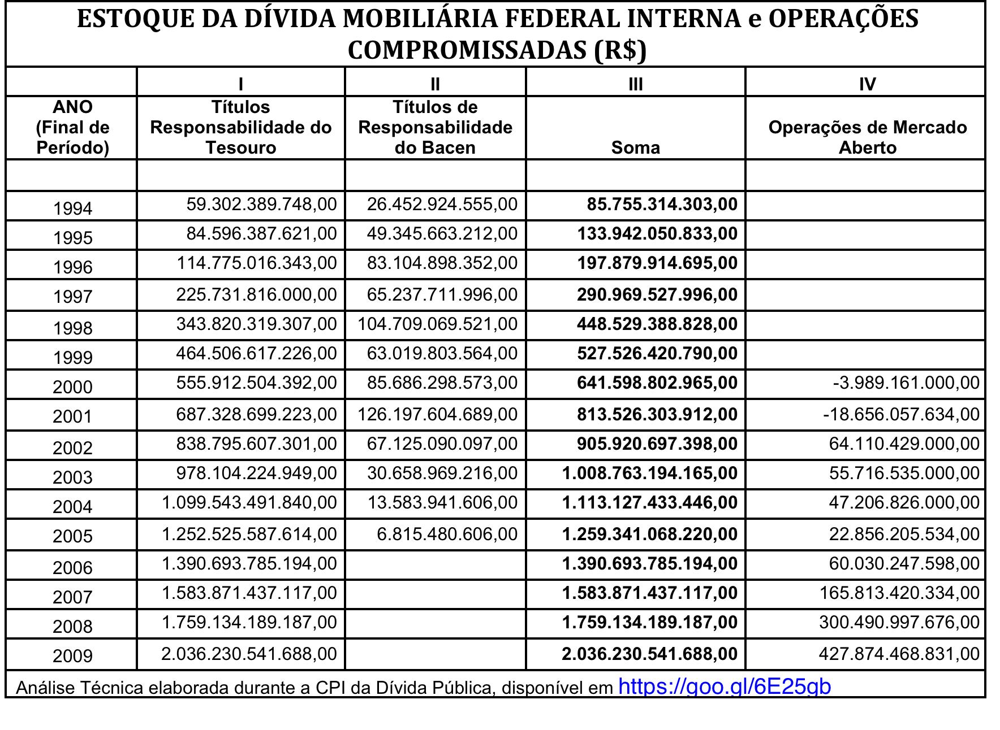 ESTOQUE DA DÍVIDA MOBILIÁRIA FEDERAL INTERNA e OPERAÇÕES
COMPROMISSADAS (R$)
I II III IV
ANO (Final de Período) Títulos Responsabilidade do Tesouro Títulos de Responsabilidade do Bacen Soma Operações de Mercado Aberto
1994 59.302.389.748,00 26.452.924.555,00 85.755.314.303,00
1995 84.596.387.621,00 49.345.663.212,00 133.942.050.833,00
1996 114.775.016.343,00 83.104.898.352,00 197.879.914.695,00
1997 225.731.816.000,00 65.237.711.996,00 290.969.527.996,00
1998 343.820.319.307,00 104.709.069.521,00 448.529.388.828,00
1999 464.506.617.226,00 63.019.803.564,00 527.526.420.790,00
2000 555.912.504.392,00 85.686.298.573,00 641.598.802.965,00 -3.989.161.000,00
2001 687.328.699.223,00 126.197.604.689,00 813.526.303.912,00 -18.656.057.634,00
2002 838.795.607.301,00 67.125.090.097,00 905.920.697.398,00 64.110.429.000,00
2003 978.104.224.949,00 30.658.969.216,00 1.008.763.194.165,00 55.716.535.000,00
2004 1.099.543.491.840,00 13.583.941.606,00 1.113.127.433.446,00 47.206.826.000,00
2005 1.252.525.587.614,00 6.815.480.606,00 1.259.341.068.220,00 22.856.205.534,00
2006 1.390.693.785.194,00 1.390.693.785.194,00 60.030.247.598,00
2007 1.583.871.437.117,00 1.583.871.437.117,00 165.813.420.334,00
2008 1.759.134.189.187,00 1.759.134.189.187,00 300.490.997.676,00
2009 2.036.230.541.688,00 2.036.230.541.688,00 427.874.468.831,00
Análise Técnica elaborada durante a CPI da Dívida Pública, disponível em https://goo.gl/6E25gb